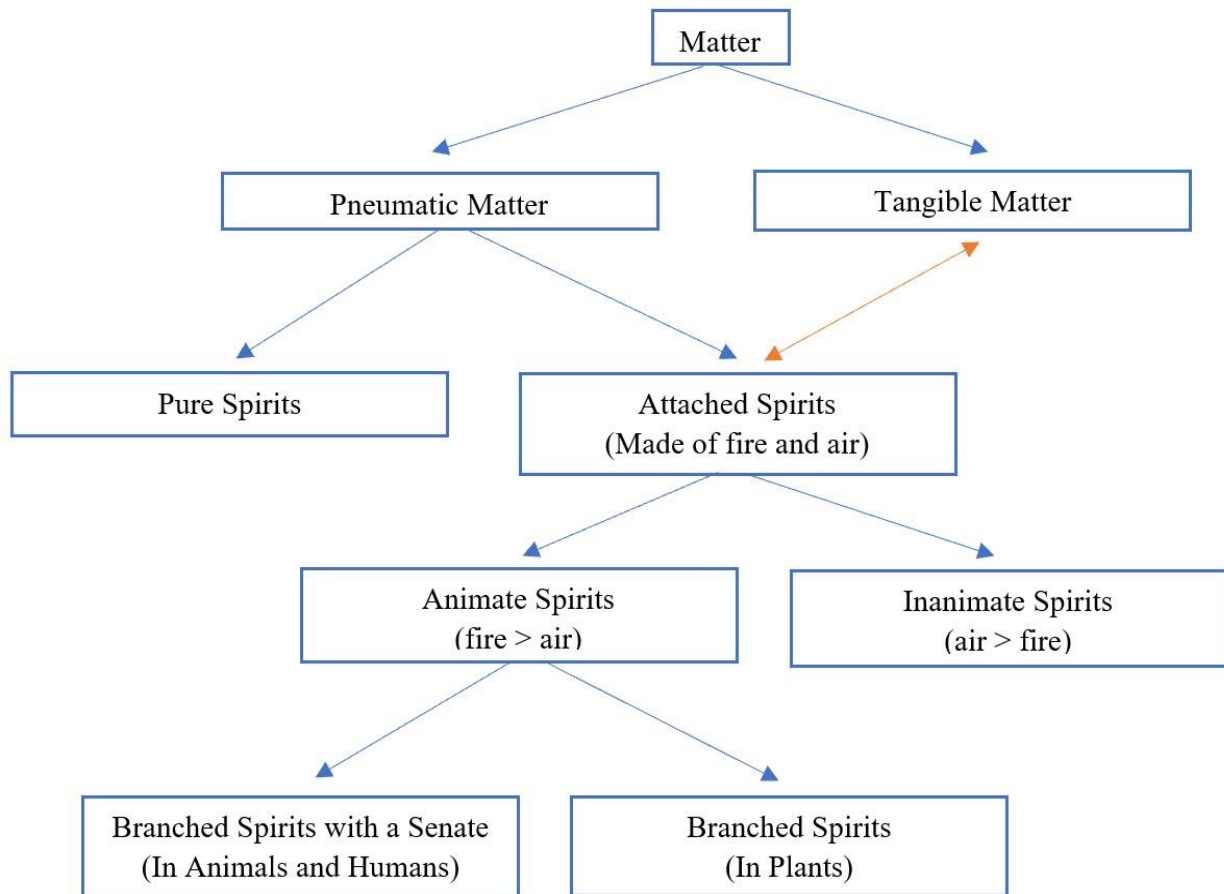 Matter
Pneumatic Matter
Tangible Matter
Pure Spirits
Attached Spirits
(Made of fire and air)
Animate Spirits
(fire > air)
Inanimate Spirits
(air > fire)
Branched Spirits with a Senate
(In Animals and Humans)
Branched Spirits
(In Plants)